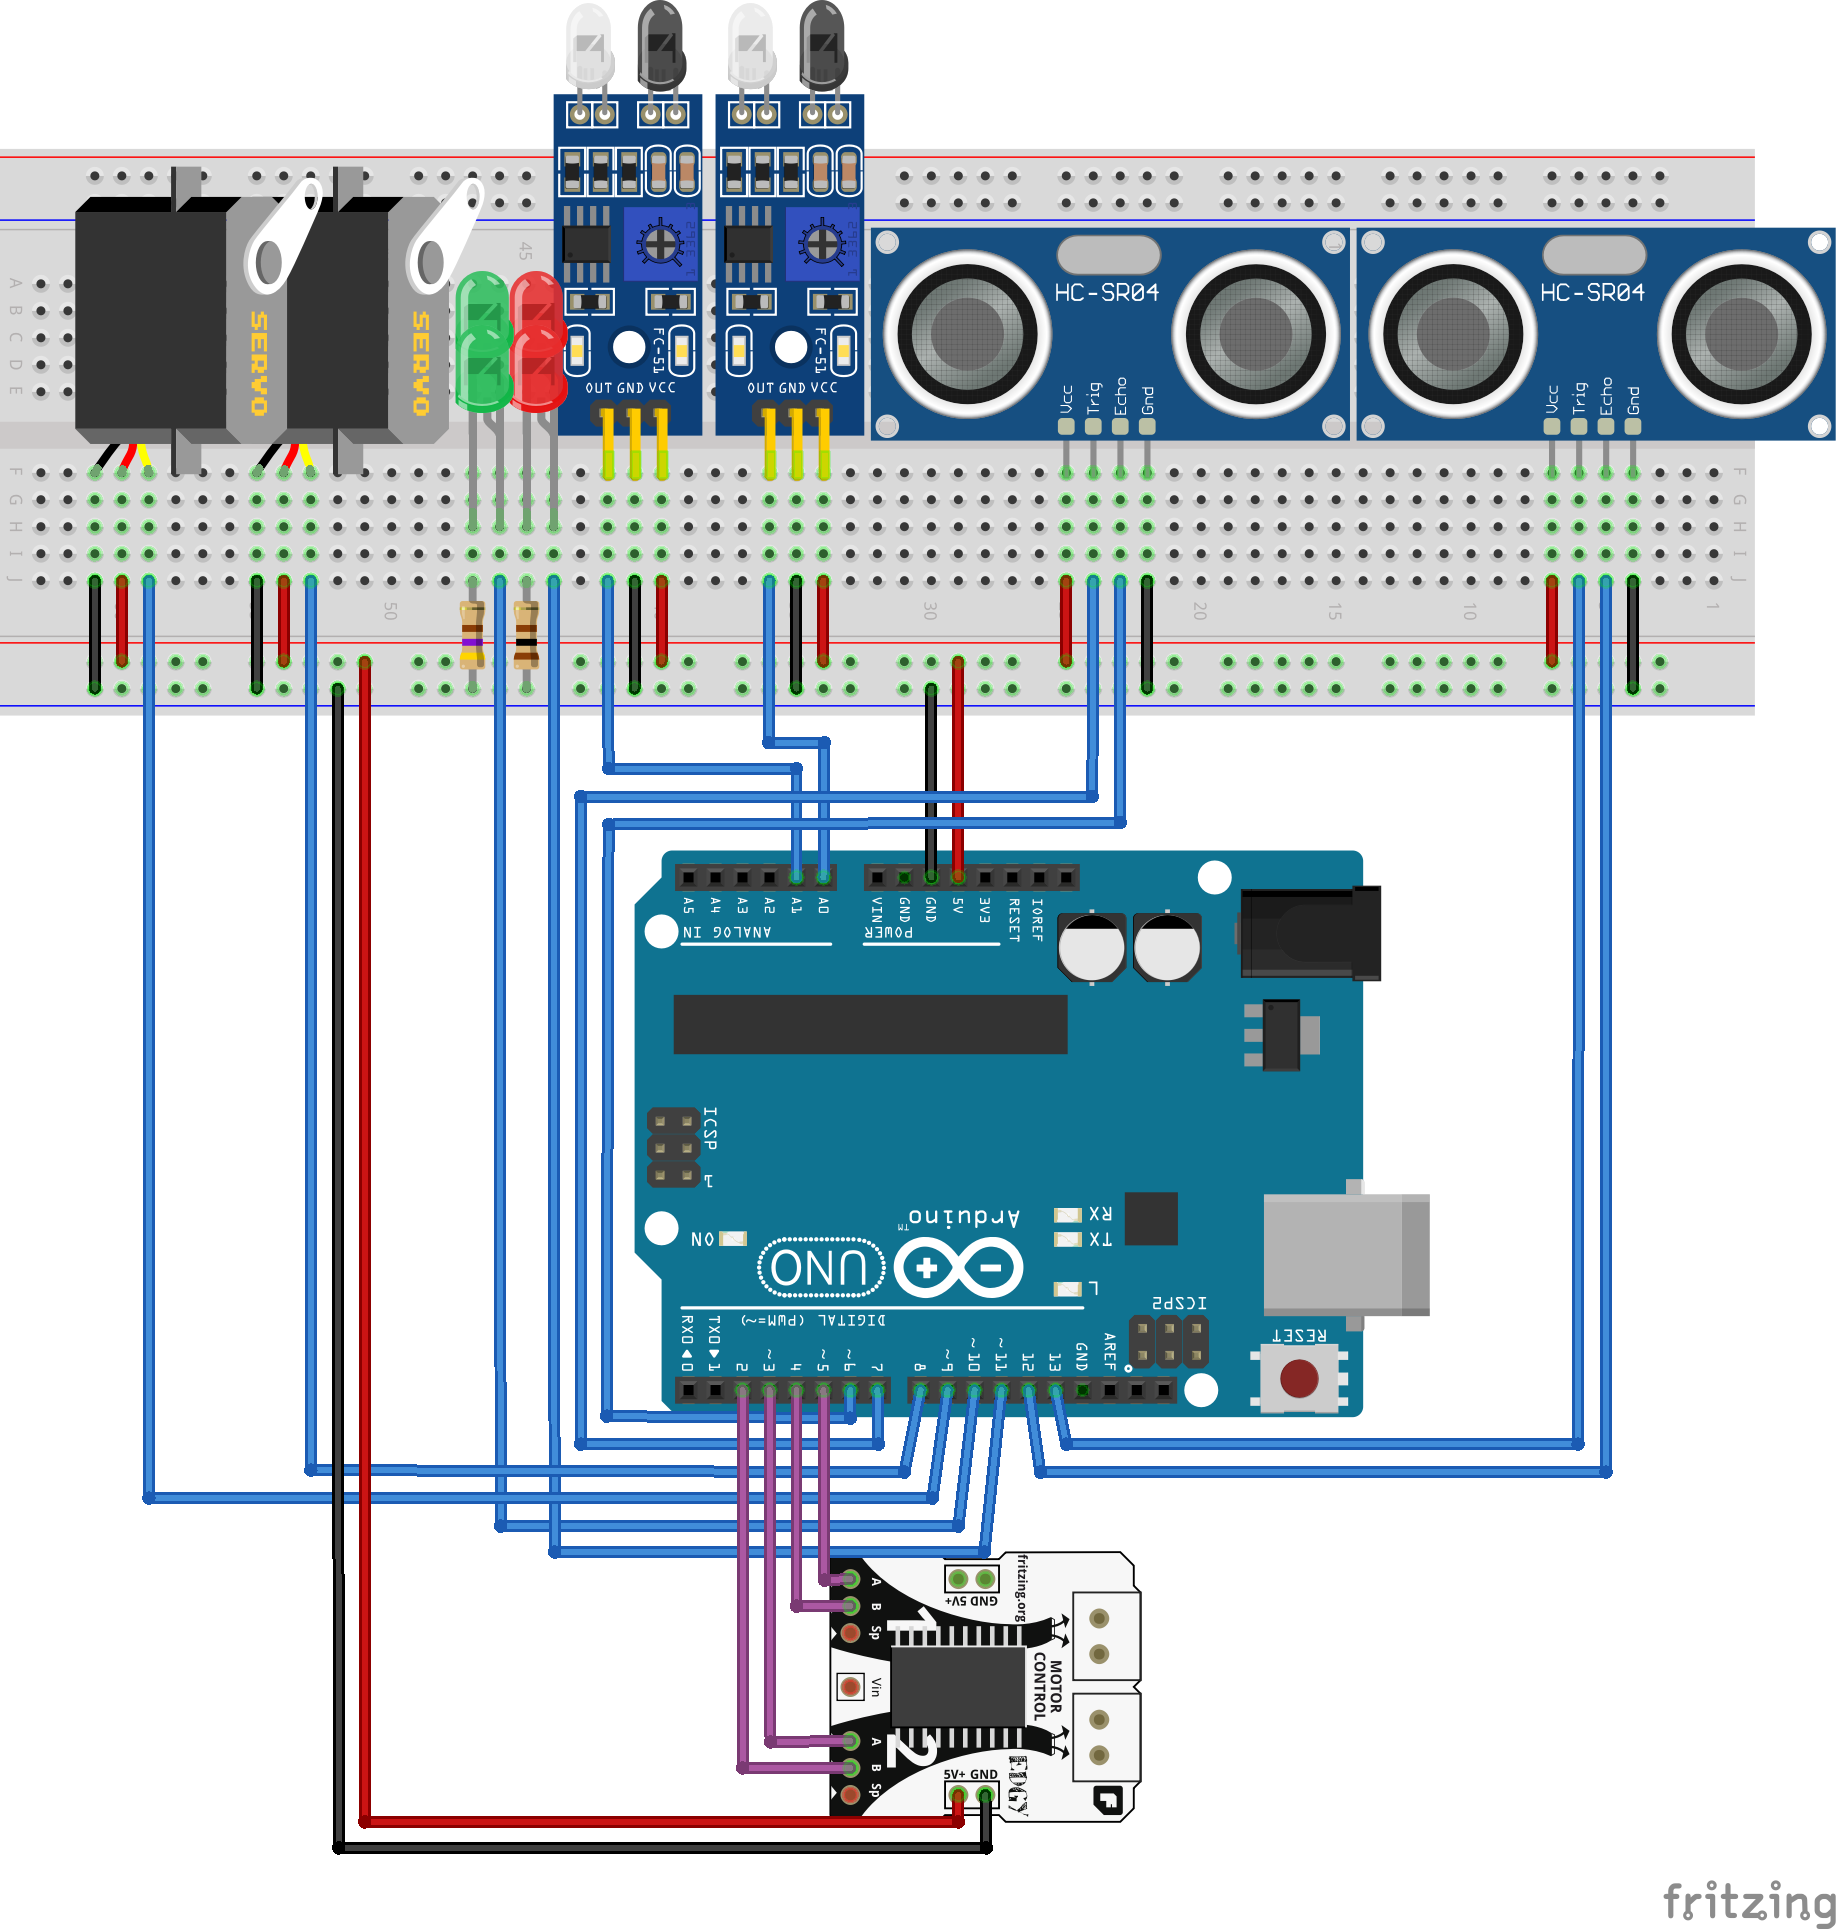 45
A
B
C
D
E
SERVO
SERVO
FC-51
OUT GND VCC
FC-51
OUT GND VCC
HC-SR04
Vcc
Trig
Echo
Gnd
HC-SR04
Vcc
Trig
Echo
Gnd
F
G
H
I
J
F
G
H
I
J
50
30
20
15
10
1
A5
A4
A3
A2
A1
A0
VIN
GND
GND
5V
3V3
RESET
IOREF
ANALOG IN
POWER
ICSP
1
Arduino™
RX
TX
ON
UNO
L
ICSP2
DIGITAL (PWM=~)
RX0
TX0
RESET
0
1
2
~3
4
~5
~6
7
8
~9
~10
~11
12
13
GND
AREF
fritzing.org
GND 5V+
A
B
Sp
1
Vin
MOTOR
CONTROL
A
B
Sp
2
5V+ GND
EDGY
F
fritzing